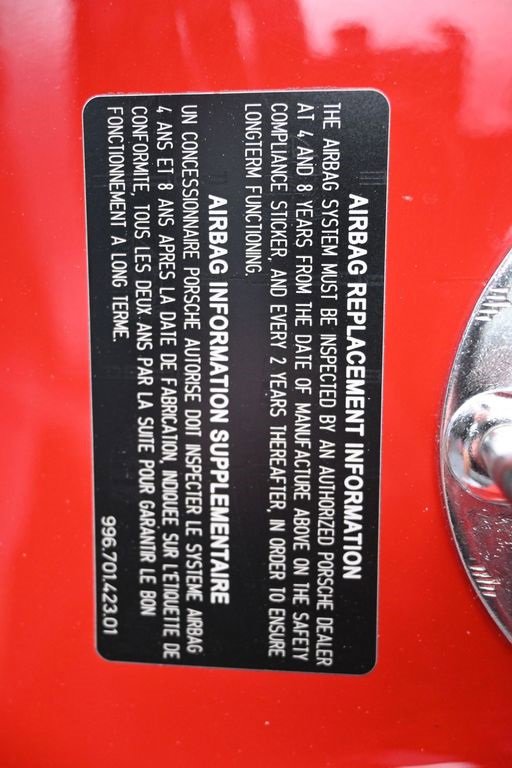 AIRBAG REPLACEMENT INFORMATION
THE AIRBAG SYSTEM MUST BE INSPECTED BY AN AUTHORIZED PORSCHE DEALER
AT 4 AND 8 YEARS FROM THE DATE OF MANUFACTURE ABOVE ON THE SAFETY
COMPLIANCE STICKER, AND EVERY 2 YEARS THEREAFTER, IN ORDER TO ENSURE
LONGTERM FUNCTIONING.
AIRBAG INFORMATION SUPPLEMENTAIRE
UN CONCESSIONNAIRE PORSCHE AUTORISE DOIT INSPECTER LE SYSTEME AIRBAG
4 ANS ET 8 ANS APRES LA DATE DE FABRICATION, INDIQUEE SUR L'ETIQUETTE DE
CONFORMITE, TOUS LES DEUX ANS PAR LA SUITE POUR GARANTIR LE BON
FONCTIONNEMENT A LONG TERME.
996.701.423.01